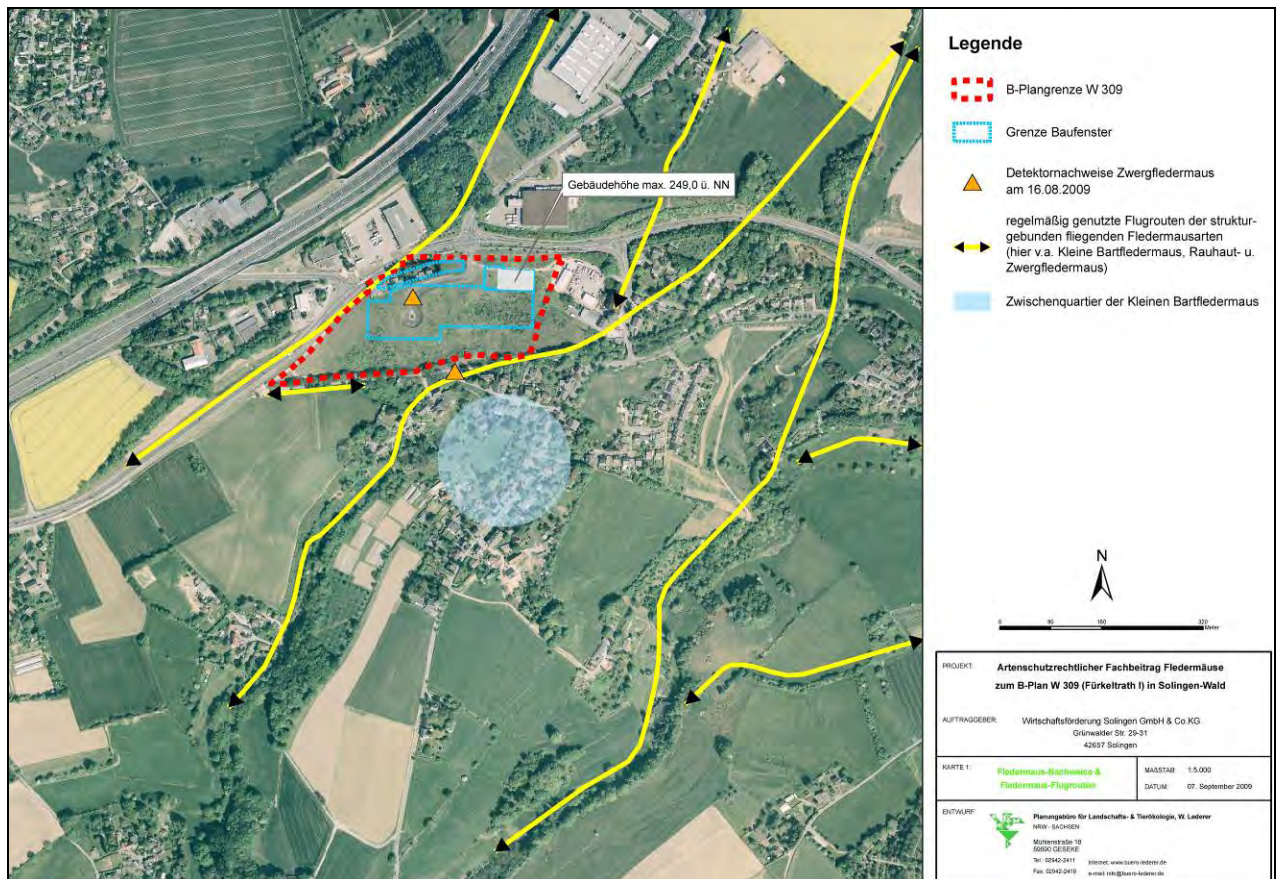 Gebäudehöhe max. 249,0 ü. NN
Legende
B-Plangrenze W 309
Grenze Baufenster
Detektornachweise Zwergfledermaus
am 16.08.2009
regelmäßig genutzte Flugrouten der struktur-
gebunden fliegenden Fledermausarten
(hier v.a. Kleine Bartfledermaus, Rauhaut- u.
Zwergfledermaus)
Zwischenquartier der Kleinen Bartfledermaus
N
0 80 160 320
Meter
PROJEKT: Artenschutzrechtlicher Fachbeitrag Fledermäuse
zum B-Plan W 309 (Fürkeltrath I) in Solingen-Wald
AUFTRAGGEBER: Wirtschaftsförderung Solingen GmbH & Co.KG
Grünwalder Str. 29-31
42657 Solingen
KARTE 1: Fledermaus-Nachweise &
Fledermaus-Flugrouten
MAßSTAB: 1:5.000
DATUM: 07. September 2009
ENTWURF: Planungsbüro für Landschafts- & Tierökologie, W. Lederer
NRW - SACHSEN
Mühlenstraße 18
59590 GESEKE
Tel.: 02942-2411 Internet: www.buero-lederer.de
Fax: 02942-2419 e-mail: info@buero-lederer.de